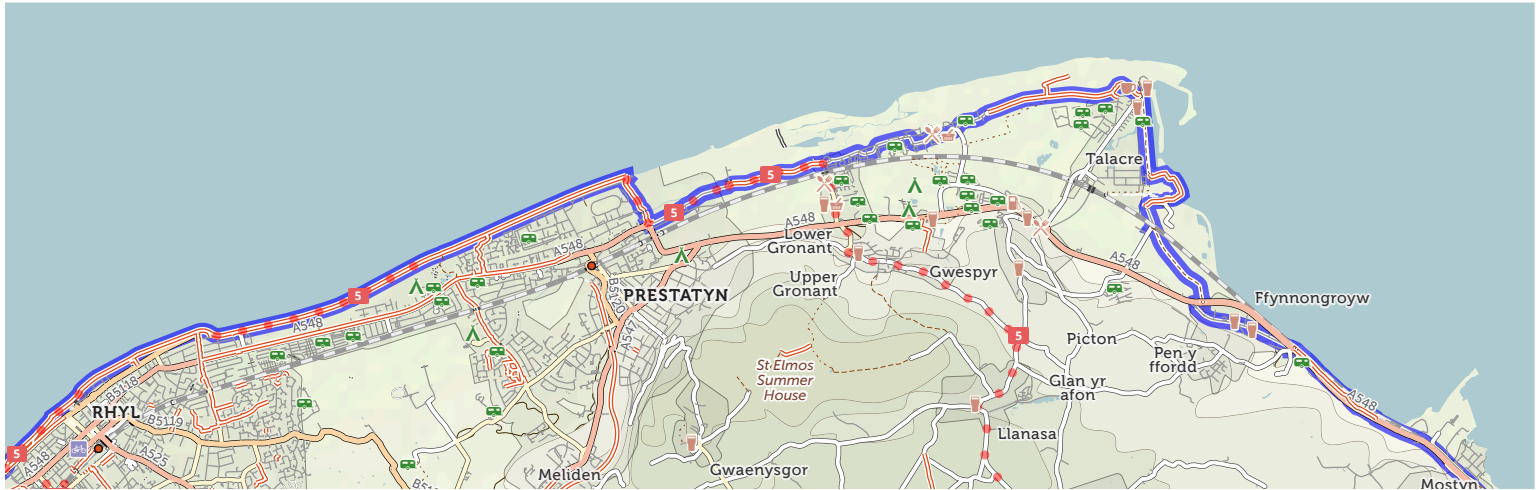 Talacre
5
5
A548
Lower
Gronant
A548
Gwespyr
A548
Upper
Gronant
5
PRESTATYN
B5120
A547
Ffynnongroyw
A548
5
Picton
Pen y
ffordd
St Elmos
Summer
House
Glan yr
afon
A548
B5118
RHYL
B5119
Llanasa
5
A548
A525
Meliden
Gwaenysgor
Mostyn